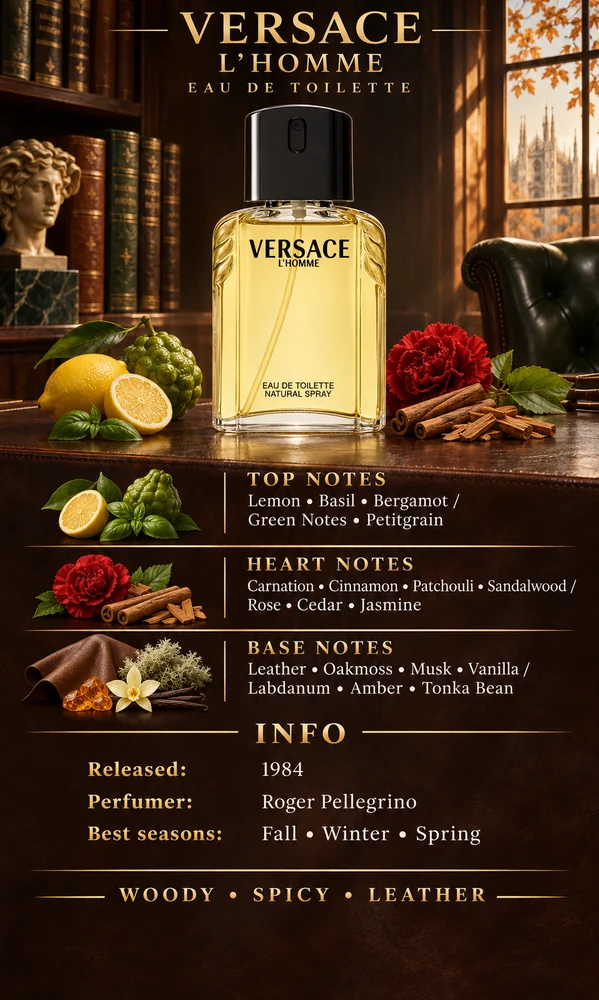 VERSACE
L'HOMME
EAU DE TOILETTE
VERSACE
L'HOMME
EAU DE TOILETTE
NATURAL SPRAY
TOP NOTES
Lemon • Basil • Bergamot /
Green Notes • Petitgrain
HEART NOTES
Carnation • Cinnamon • Patchouli • Sandalwood /
Rose • Cedar • Jasmine
BASE NOTES
Leather • Oakmoss • Musk • Vanilla /
Labdanum • Amber • Tonka Bean
INFO
Released: 1984
Perfumer: Roger Pellegrino
Best seasons: Fall • Winter • Spring
WOODY • SPICY • LEATHER